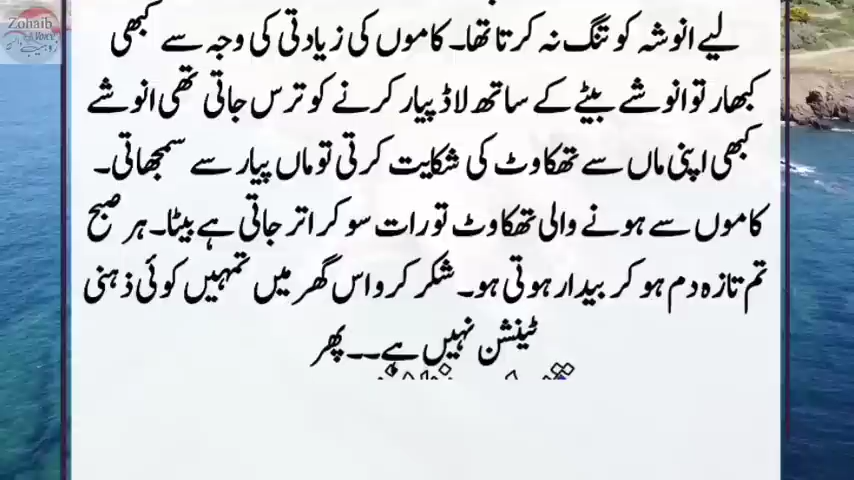 Zohaib
Voice
لیے انوشہ کو تنگ نہ کرتا تھا۔ کاموں کی زیادتی کی وجہ سے کبھی
کبھار تو انوشے بیٹے کے ساتھ لاڈ پیار کرنے کو ترس جاتی تھی انوشے
کبھی اپنی ماں سے تھکاوٹ کی شکایت کرتی تو ماں پیار سے سمجھاتی۔
کاموں سے ہونے والی تھکاوٹ تو رات سو کر اتر جاتی ہے بیٹا۔ ہر صبح
تم تازہ دم ہو کر بیدار ہوتی ہو۔ شکر کرو اس گھر میں تمہیں کوئی ذہنی
ٹینشن نہیں ہے۔۔ پھر